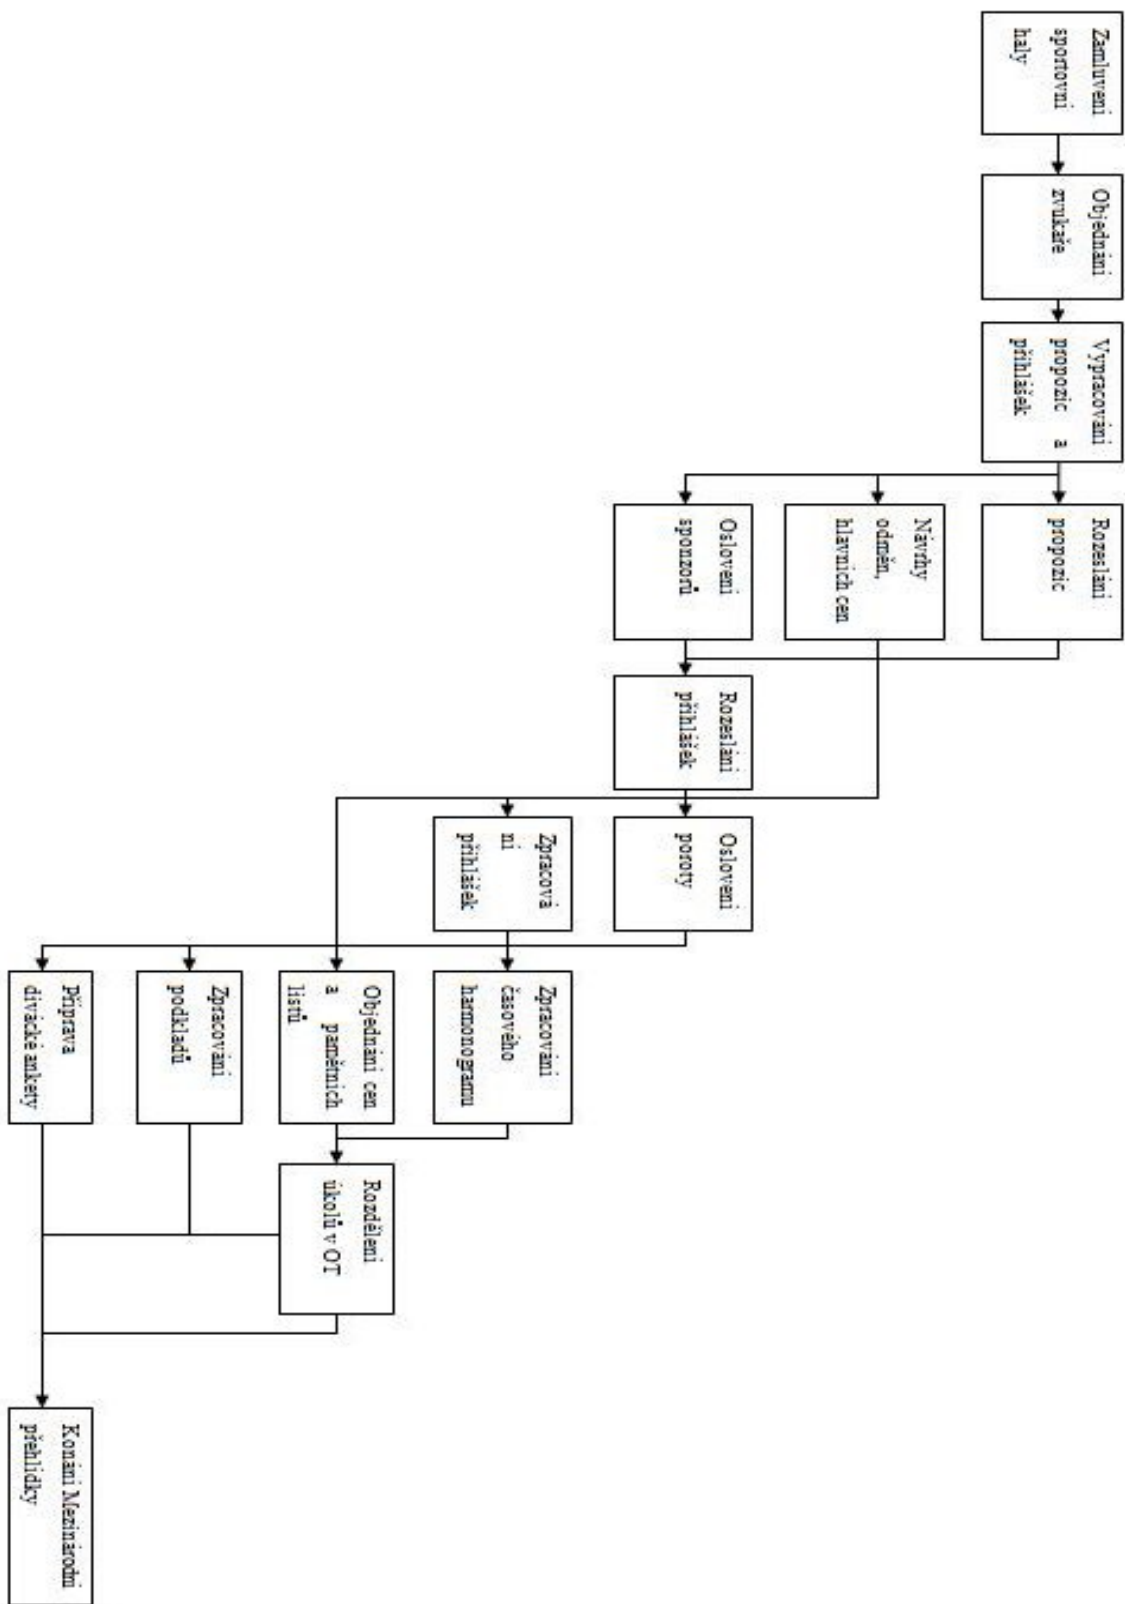 Zamluvení
sportovní
haly
Objednání
zvukaře
Vypracování
propozic a
přihlášek
Rozeslání
propozic
Návrhy
odměn,
hlavních cen
Oslovení
sponzorů
Rozeslání
přihlášek
Oslovení
poroty
Zpracová
ní
přihlášek
Zpracování
časového
harmonogramu
Objednání cen
a pamětních
listů
Zpracování
podkladů
Příprava
divácké ankety
Rozdělení
úkolů v OT
Konání Mezinárodní
přehlídky